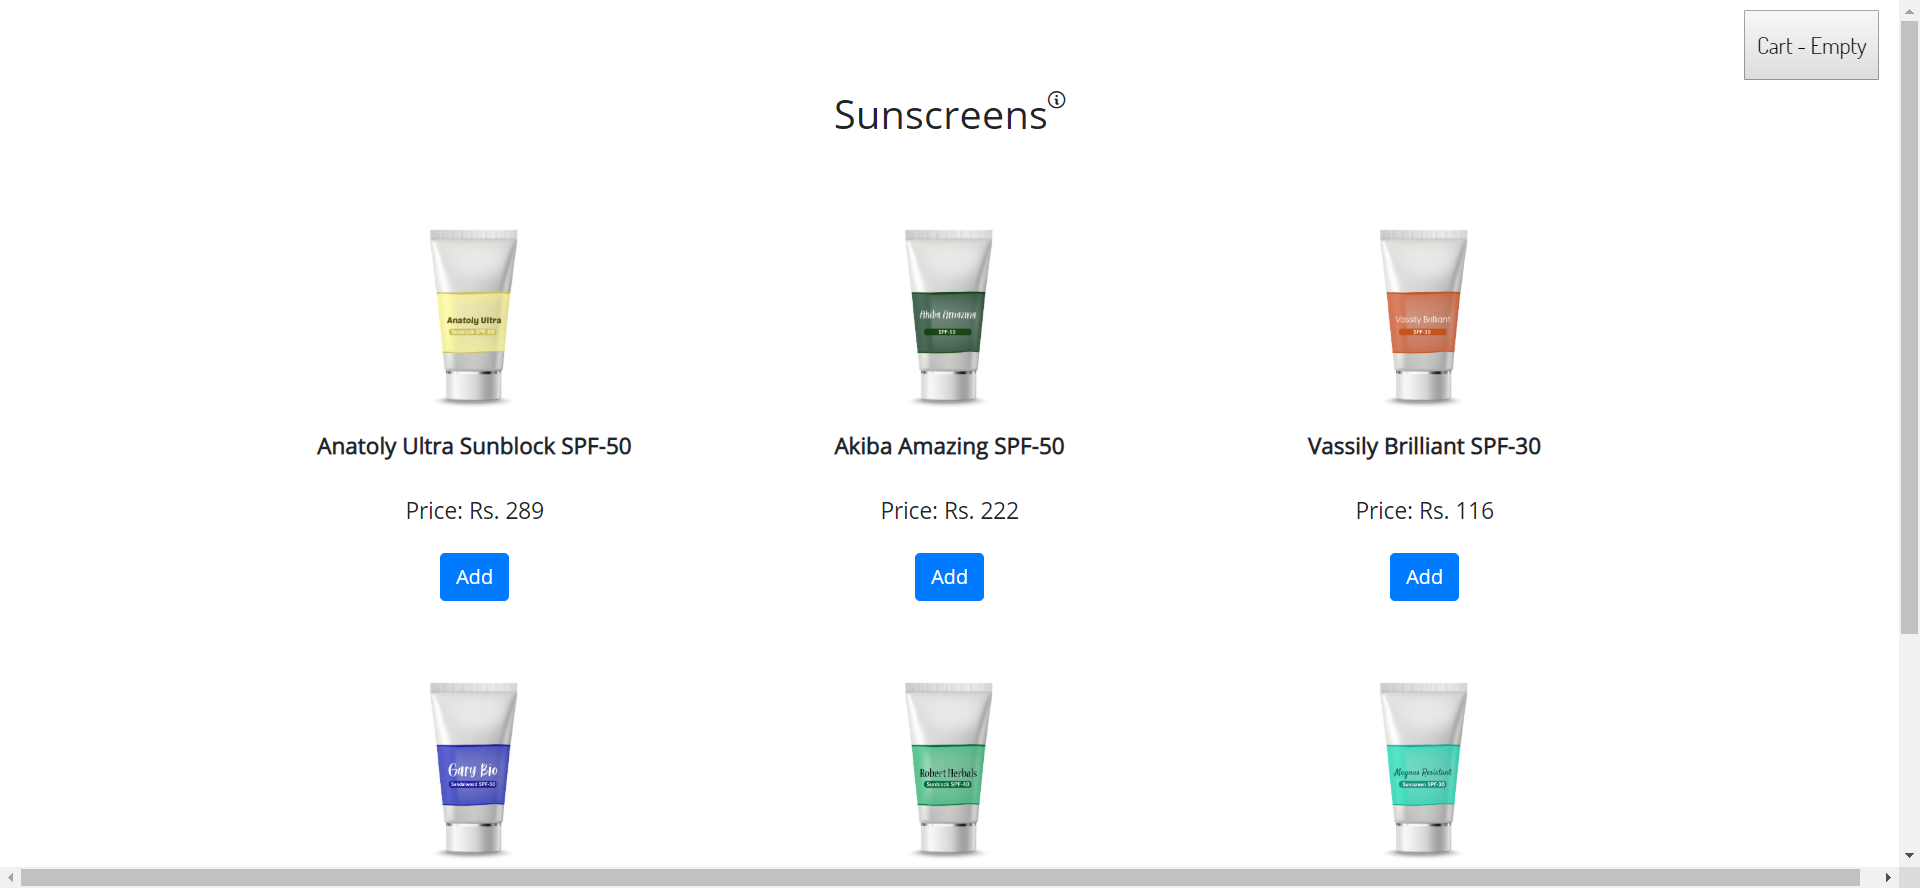 Cart - Empty
Sunscreens
Anatoly Ultra
Sunblock SPF-50
Akiba Amazing
SPF-50
Vassily Brilliant
SPF-30
Anatoly Ultra Sunblock SPF-50
Akiba Amazing SPF-50
Vassily Brilliant SPF-30
Price: Rs. 289
Price: Rs. 222
Price: Rs. 116
Add
Add
Add
Gary Bio
Sandalwood SPF-50
Robert Herbals
Sunblock SPF-40
Magnus Resistant
Sunscreen SPF-30